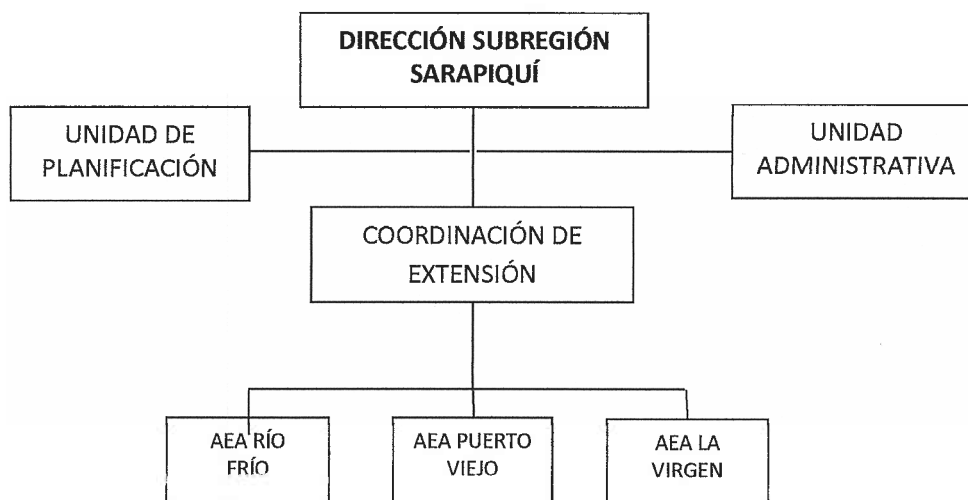 DIRECCIÓN SUBREGIÓN
SARAPIQUÍ
UNIDAD DE
PLANIFICACIÓN
UNIDAD
ADMINISTRATIVA
COORDINACIÓN DE
EXTENSIÓN
AEA RÍO
FRÍO
AEA PUERTO
VIEJO
AEA LA
VIRGEN